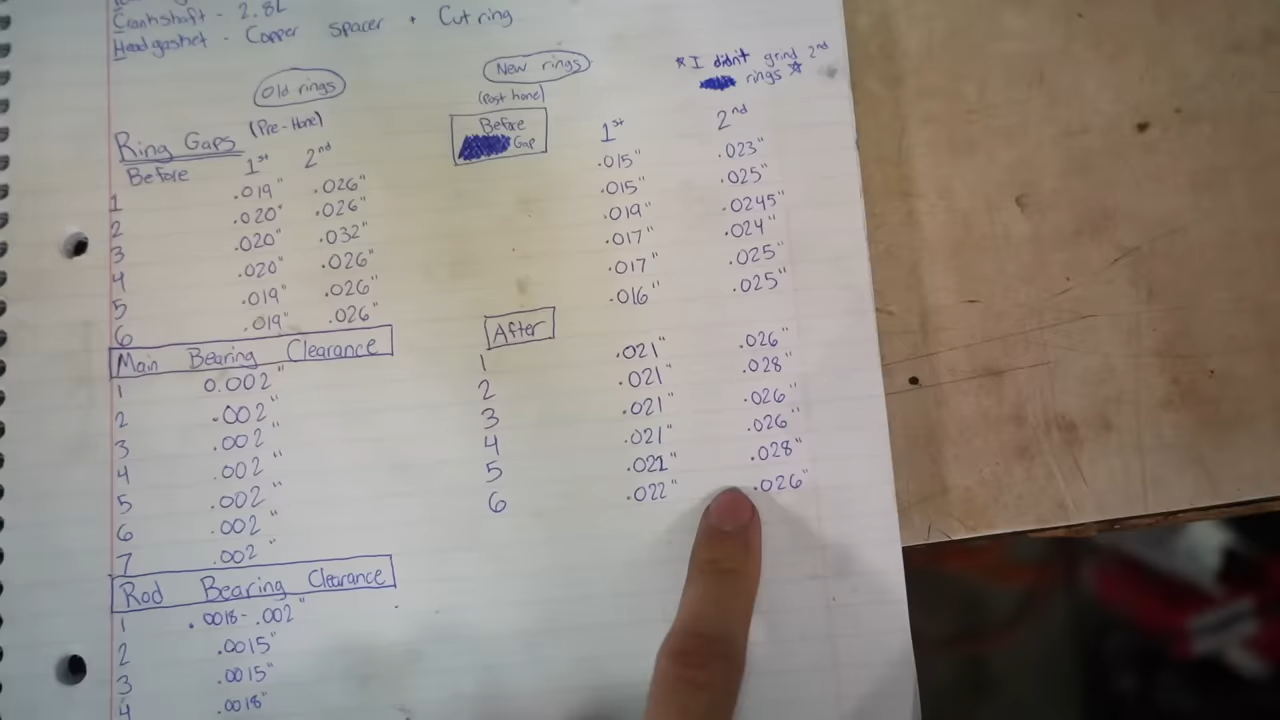 Crankshaft - 2.8L
Headgasket - Copper spacer + Cut ring
Old rings
(Pre-Hone)
Ring Gaps
Before 1st 2nd
1 .019" .026"
2 .020" .026"
3 .020" .032"
4 .020" .026"
5 .019" .026"
6 .019" .026"
Main Bearing Clearance
1 0.002"
2 .002"
3 .002"
4 .002"
5 .002"
6 .002"
7 .002"
Rod Bearing Clearance
1 .0018-.002"
2 .0015"
3 .0015"
4 .0018"
New rings
(Post hone)
*I didn't grind 2nd
rings*
Before
Gap
1st 2nd
.015" .023"
.015" .025"
.019" .0245"
.017" .024"
.017" .025"
.016" .025"
After
1 .021" .026"
2 .021" .028"
3 .021" .026"
4 .021" .026"
5 .021" .028"
6 .022" .026"